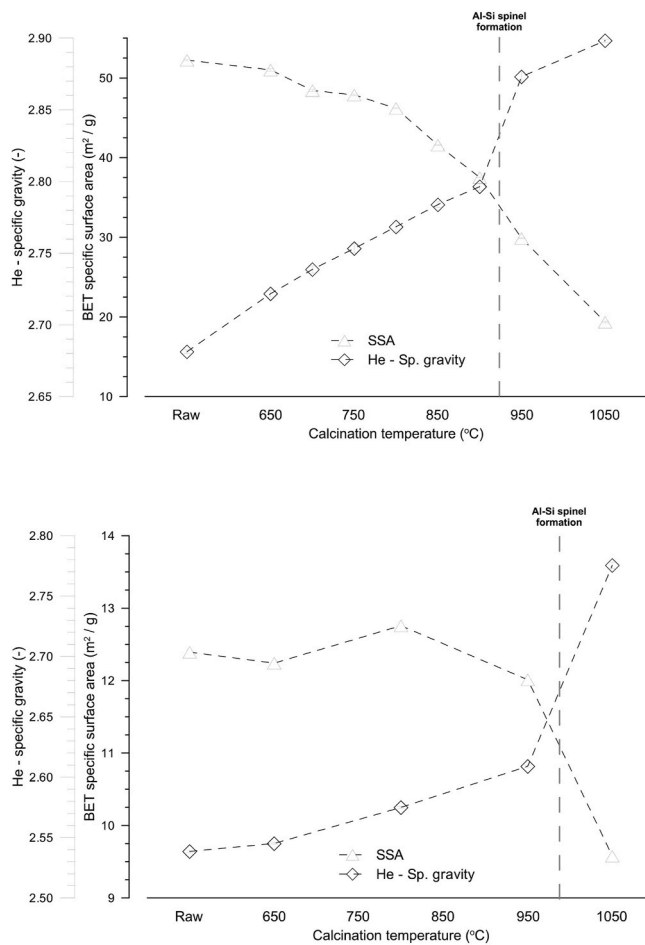 Al-Si spinel
formation
2.90
2.85
2.80
2.75
2.70
2.65
He - specific gravity (-)
50
40
30
20
10
BET specific surface area (m² / g)
SSA
He - Sp. gravity
Raw 650 750 850 950 1050
Calcination temperature (°C)
Al-Si spinel
formation
2.80
2.75
2.70
2.65
2.60
2.55
2.50
He - specific gravity (-)
14
13
12
11
10
9
BET specific surface area (m² / g)
SSA
He - Sp. gravity
Raw 650 750 850 950 1050
Calcination temperature (°C)